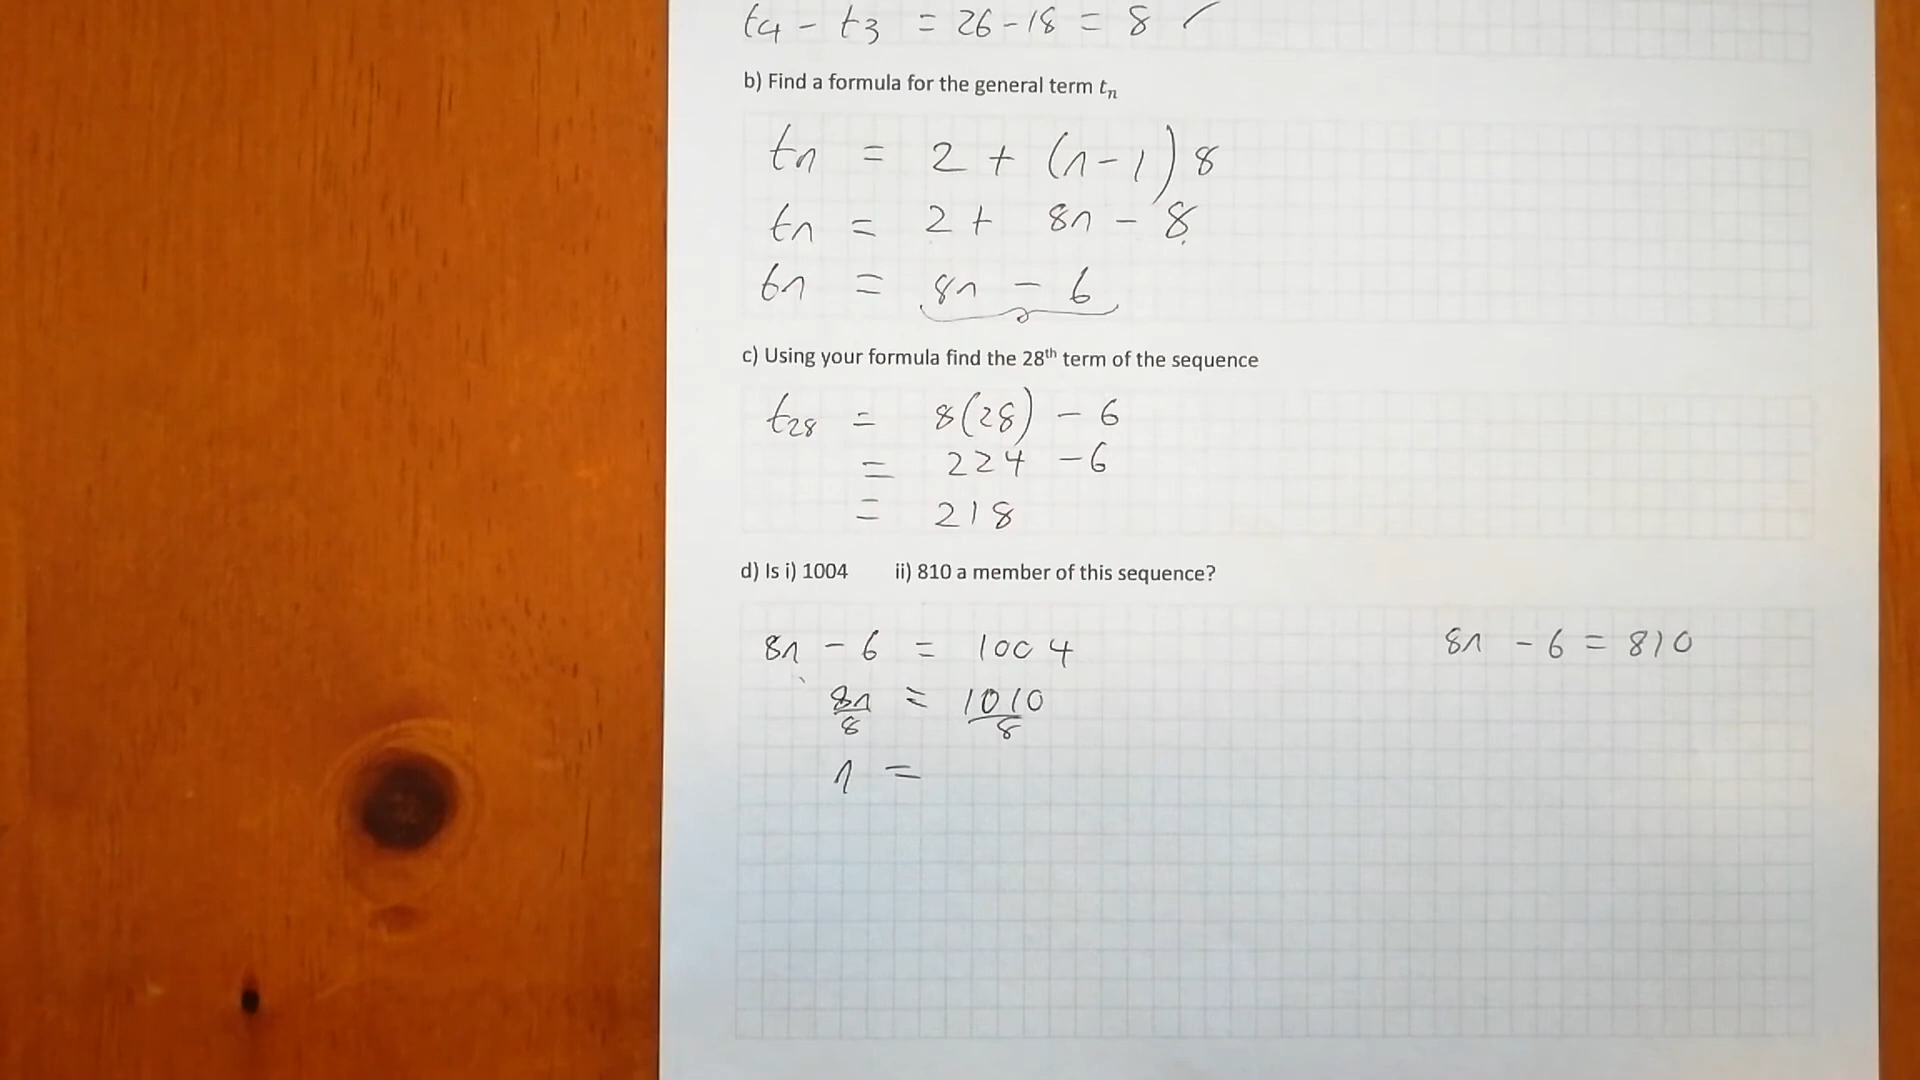 t4 - t3 = 26 - 18 = 8 ✓
b) Find a formula for the general term tn
tn = 2 + (n-1) 8
tn = 2 + 8n - 8
tn = 8n - 6
c) Using your formula find the 28th term of the sequence
t28 = 8(28) - 6
= 224 - 6
= 218
d) Is i) 1004 ii) 810 a member of this sequence?
8n - 6 = 1004
8n/8 = 1010/8
n =
8n - 6 = 810